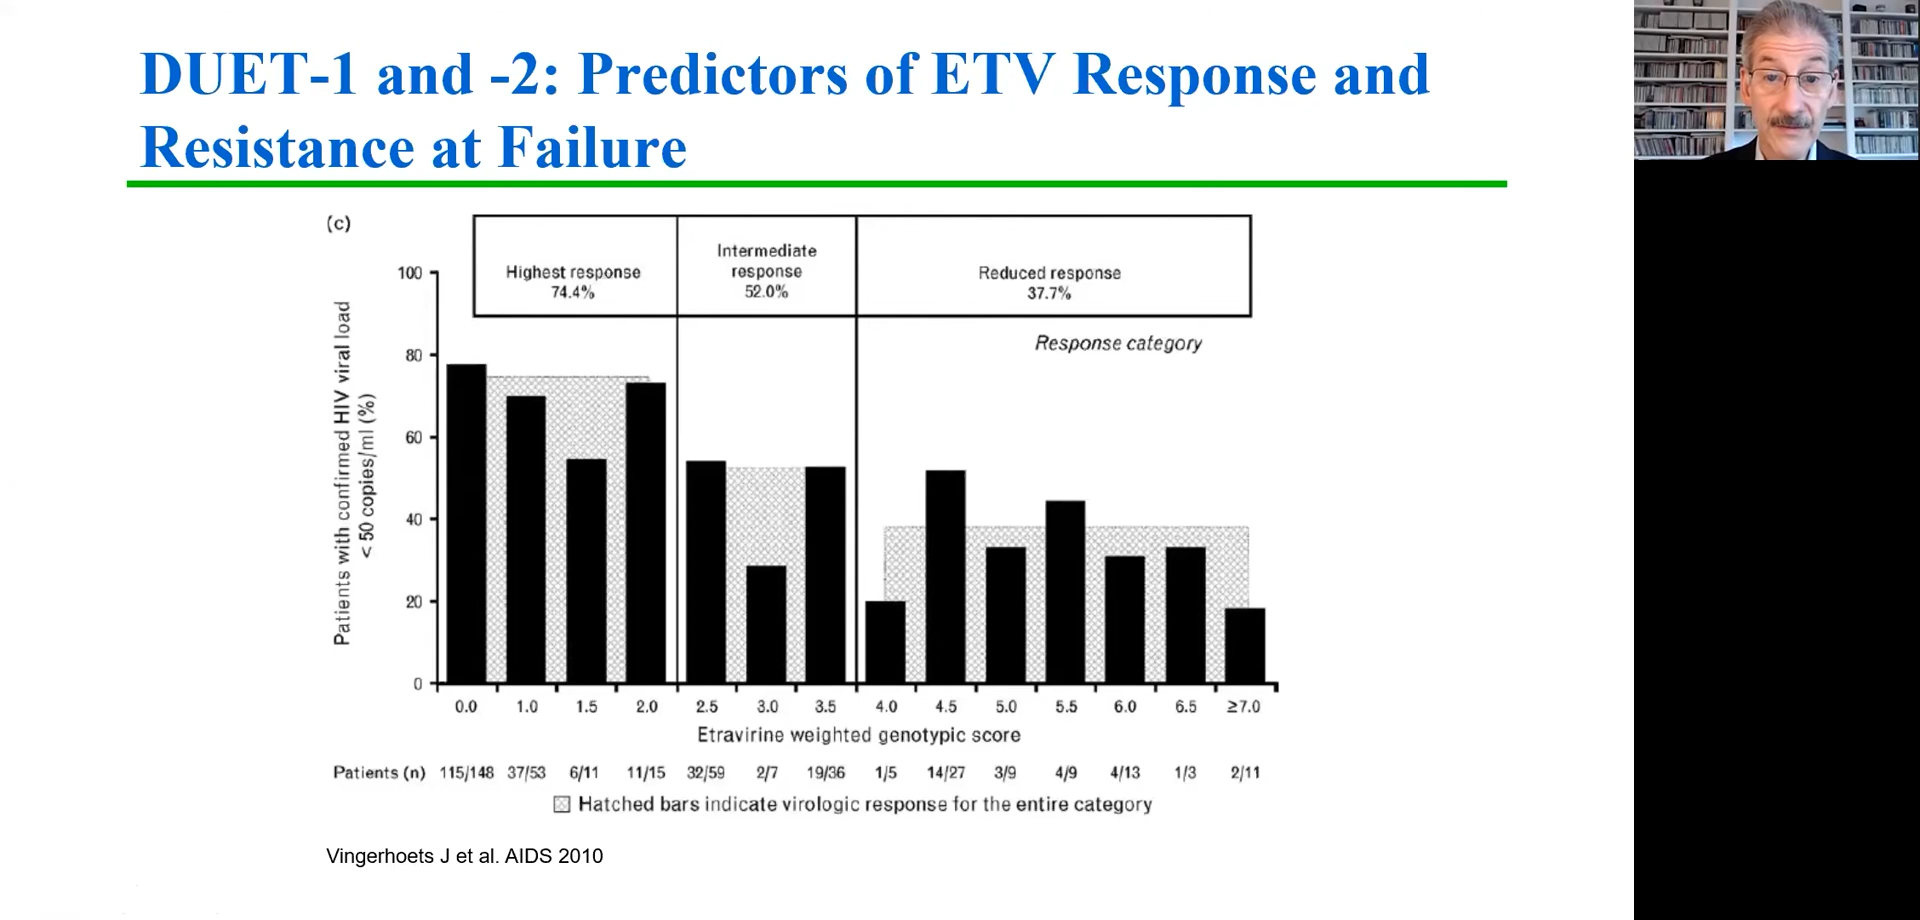 DUET-1 and -2: Predictors of ETV Response and
Resistance at Failure
(c)
Highest response
74.4%
Intermediate
response
52.0%
Reduced response
37.7%
Response category
Patients with confirmed HIV viral load
< 50 copies/ml (%)
100
80
60
40
20
0
0.0 1.0 1.5 2.0 2.5 3.0 3.5 4.0 4.5 5.0 5.5 6.0 6.5 ≥7.0
Etravirine weighted genotypic score
Patients (n) 115/148 37/53 6/11 11/15 32/59 2/7 19/36 1/5 14/27 3/9 4/9 4/13 1/3 2/11
Hatched bars indicate virologic response for the entire category
Vingerhoets J et al. AIDS 2010